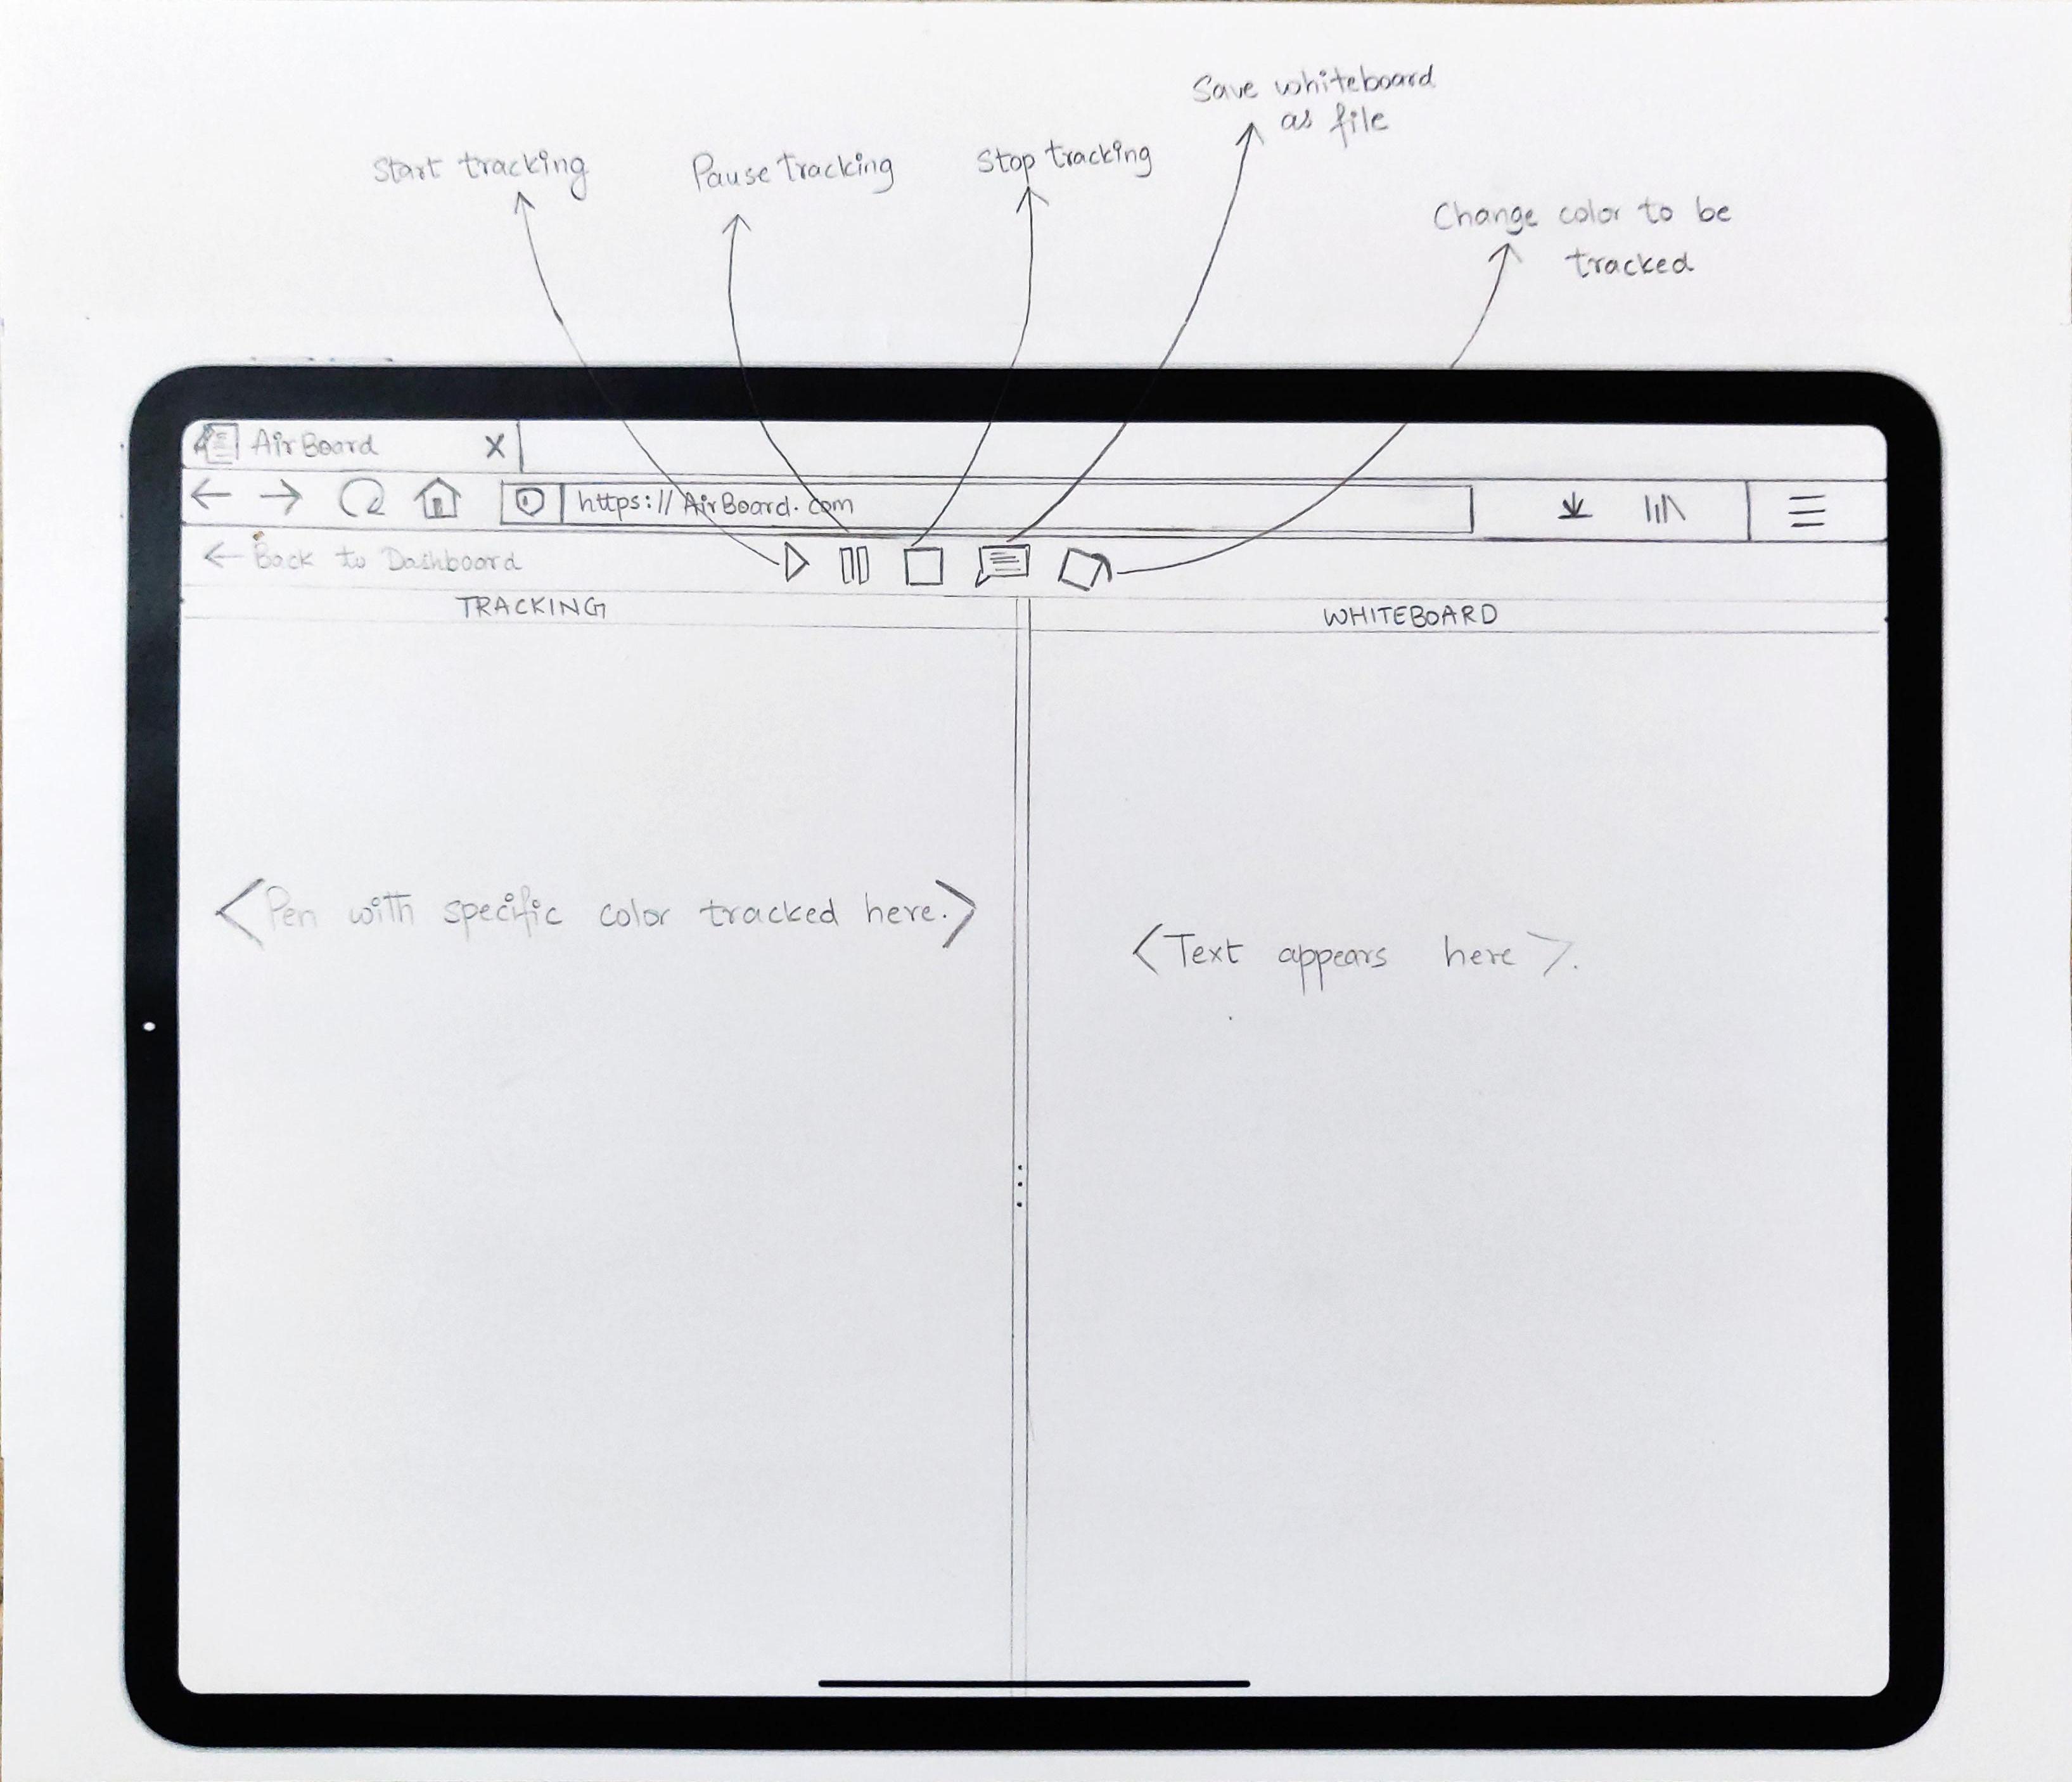 Save whiteboard
as file
Start tracking
Pause tracking
Stop tracking
Change color to be
tracked
AirBoard X
https://AirBoard.com
← Back to Dashboard
TRACKING
WHITEBOARD
<Pen with specific color tracked here.>
<Text appears here>.